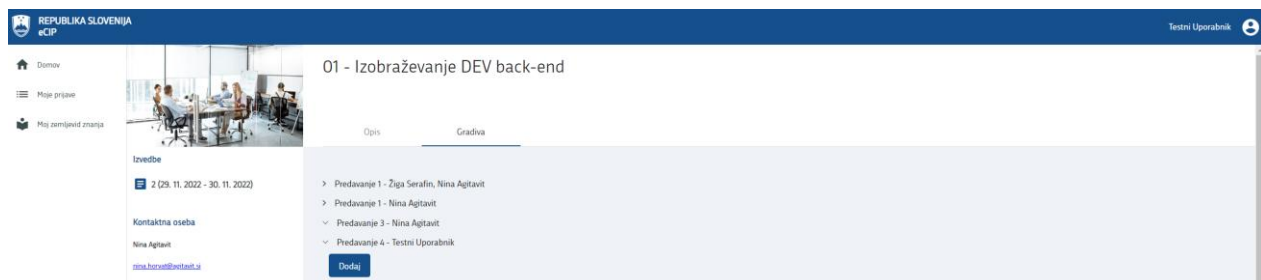 REPUBLIKA SLOVENIJA
eCIP
Testni Uporabnik
Domov
Moje prijave
Moj zemljevid znanja
01 - Izobraževanje DEV back-end
Opis
Gradiva
Izvedbe
2 (29. 11. 2022 - 30. 11. 2022)
Kontaktna oseba
Nina Agitavit
nina.horvat@agitavit.si
Predavanje 1 - Žiga Serafin, Nina Agitavit
Predavanje 1 - Nina Agitavit
Predavanje 3 - Nina Agitavit
Predavanje 4 - Testni Uporabnik
Dodaj